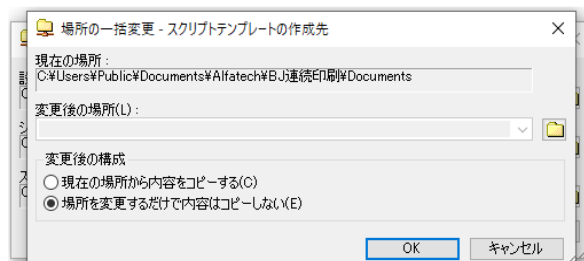 場所の一括変更 - スクリプトテンプレートの作成先
現在の場所 :
C:¥Users¥Public¥Documents¥Alfatech¥BJ連続印刷¥Documents
変更後の場所(L) :
変更後の構成
現在の場所から内容をコピーする(C)
場所を変更するだけで内容はコピーしない(E)
OK
キャンセル